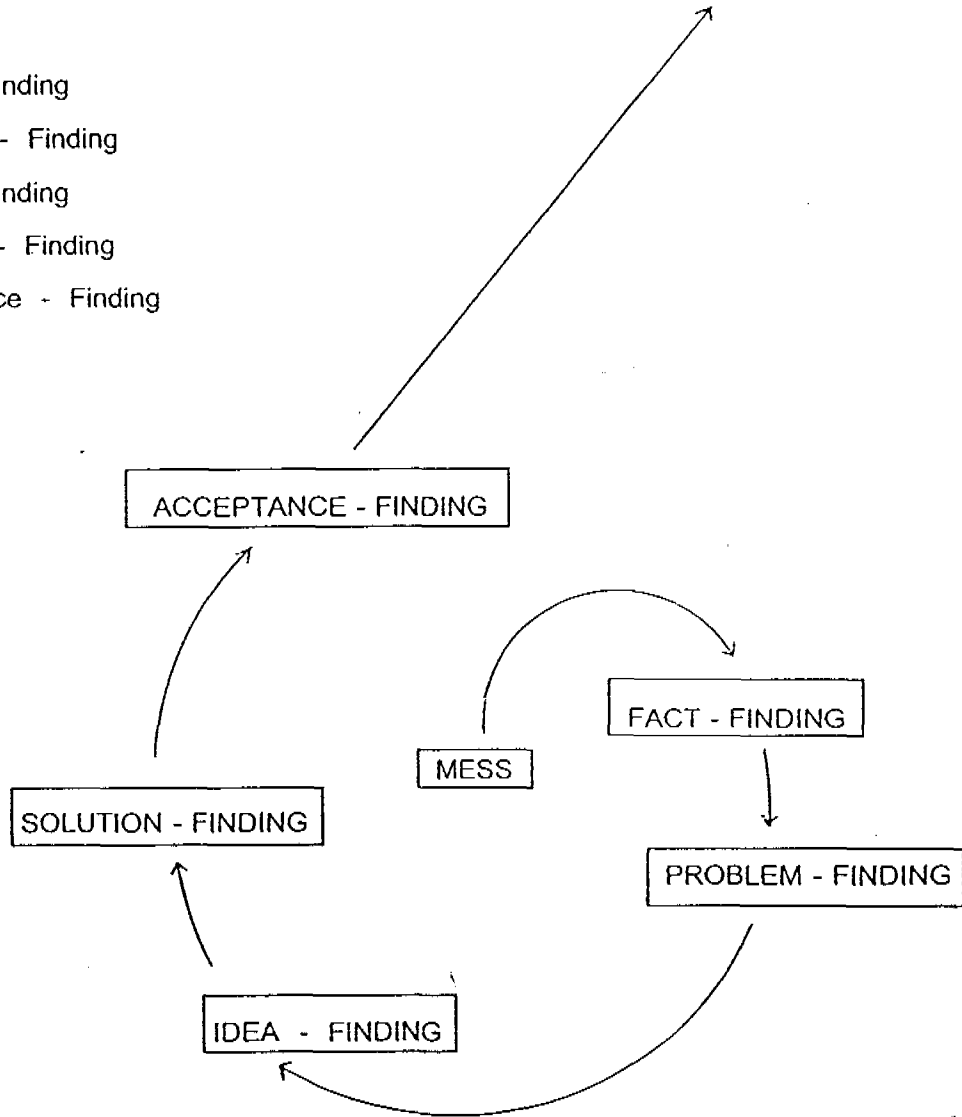 nding
- Finding
nding
- Finding
ce - Finding
ACCEPTANCE - FINDING
FACT - FINDING
MESS
SOLUTION - FINDING
PROBLEM - FINDING
IDEA - FINDING